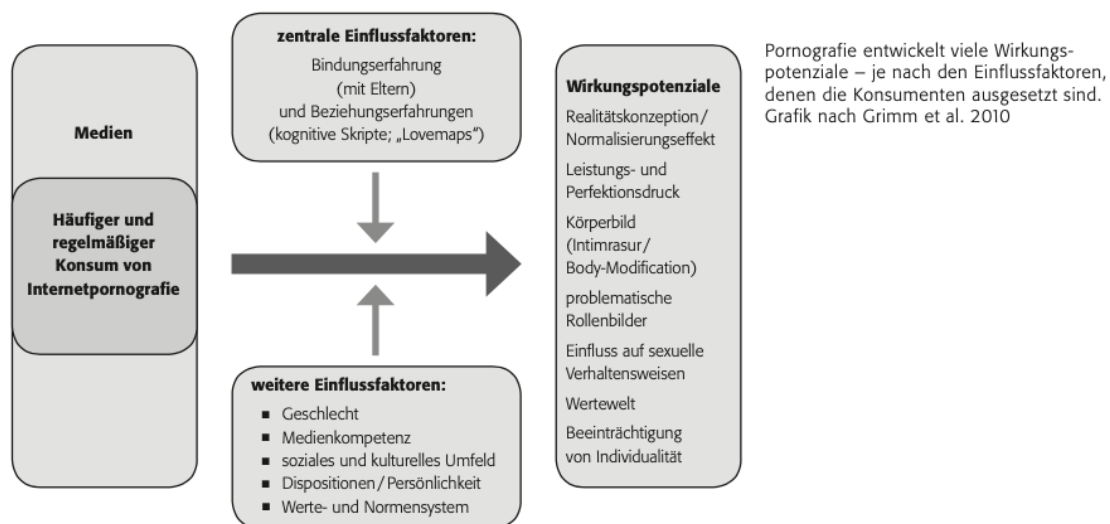 Medien
Häufiger und
regelmäßiger
Konsum von
Internetpornografie
zentrale Einflussfaktoren:
Bindungserfahrung
(mit Eltern)
und Beziehungserfahrungen
(kognitive Skripte; „Lovemaps“)
weitere Einflussfaktoren:
▪ Geschlecht
▪ Medienkompetenz
▪ soziales und kulturelles Umfeld
▪ Dispositionen/Persönlichkeit
▪ Werte- und Normensystem
Wirkungspotenziale
Realitätskonzeption/
Normalisierungseffekt
Leistungs- und
Perfektionsdruck
Körperbild
(Intimrasur/
Body-Modification)
problematische
Rollenbilder
Einfluss auf sexuelle
Verhaltensweisen
Wertewelt
Beeinträchtigung
von Individualität
Pornografie entwickelt viele Wirkungs-
potenziale – je nach den Einflussfaktoren,
denen die Konsumenten ausgesetzt sind.
Grafik nach Grimm et al. 2010